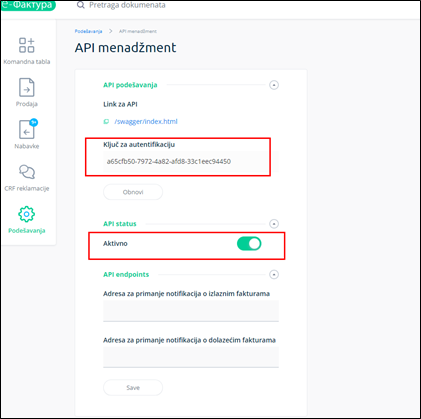 е-Фактура
Pretraga dokumenata
Podešavanja > API menadžment
API menadžment
Komandna tabla
Prodaja
9+
Nabavke
CRF reklamacije
Podešavanja
API podešavanja
Link za API
/swagger/index.html
Ključ za autentifikaciju
a65cfb50-7972-4a82-afd8-33c1eec94450
Obnovi
API status
Aktivno
API endpoints
Adresa za primanje notifikacija o izlaznim fakturama
Adresa za primanje notifikacija o dolazećim fakturama
Save